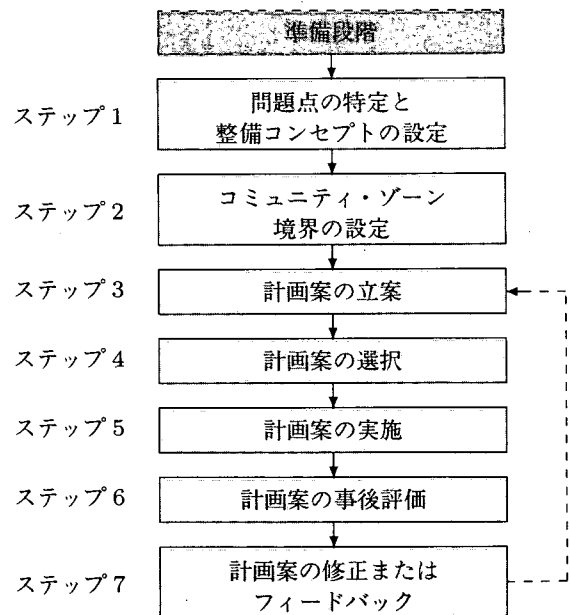 準備段階
ステップ1
問題点の特定と
整備コンセプトの設定
ステップ2
コミュニティ・ゾーン
境界の設定
ステップ3
計画案の立案
ステップ4
計画案の選択
ステップ5
計画案の実施
ステップ6
計画案の事後評価
ステップ7
計画案の修正または
フィードバック